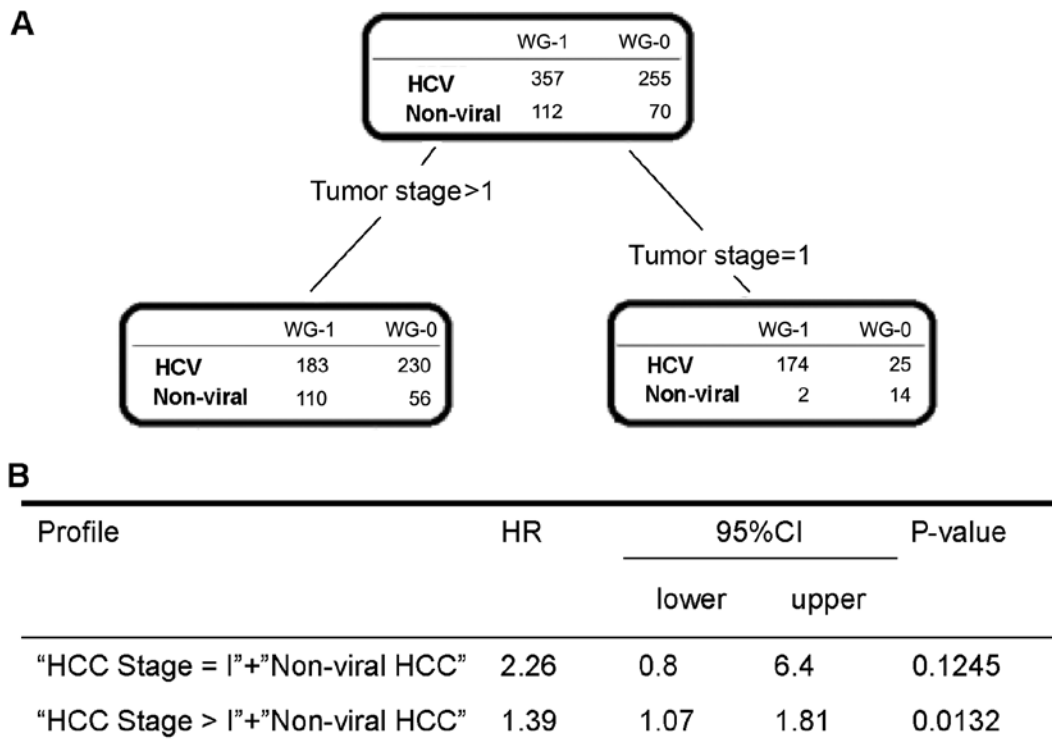 A
WG-1 WG-0
HCV 357 255
Non-viral 112 70
Tumor stage>1
Tumor stage=1
WG-1 WG-0
HCV 183 230
Non-viral 110 56
WG-1 WG-0
HCV 174 25
Non-viral 2 14
B
Profile HR 95%CI P-value
lower upper
“HCC Stage = I”+”Non-viral HCC” 2.26 0.8 6.4 0.1245
“HCC Stage > I”+”Non-viral HCC” 1.39 1.07 1.81 0.0132